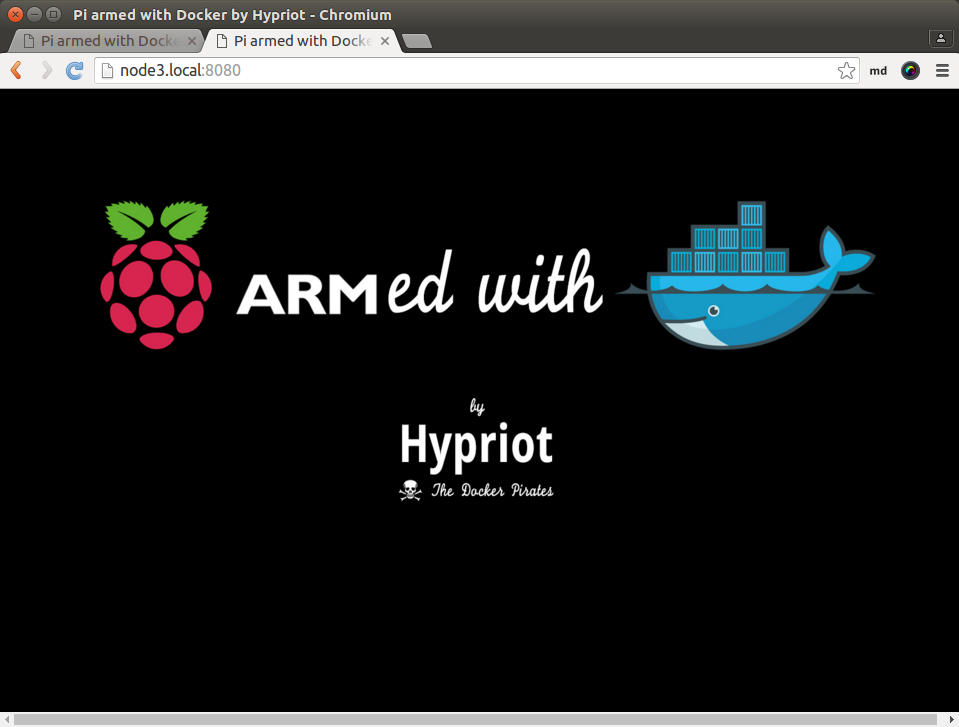 Pi armed with Docker by Hypriot - Chromium
Pi armed with Docke
Pi armed with Docke
node3.local:8080
md
ARMed with
by
Hypriot
The Docker Pirates